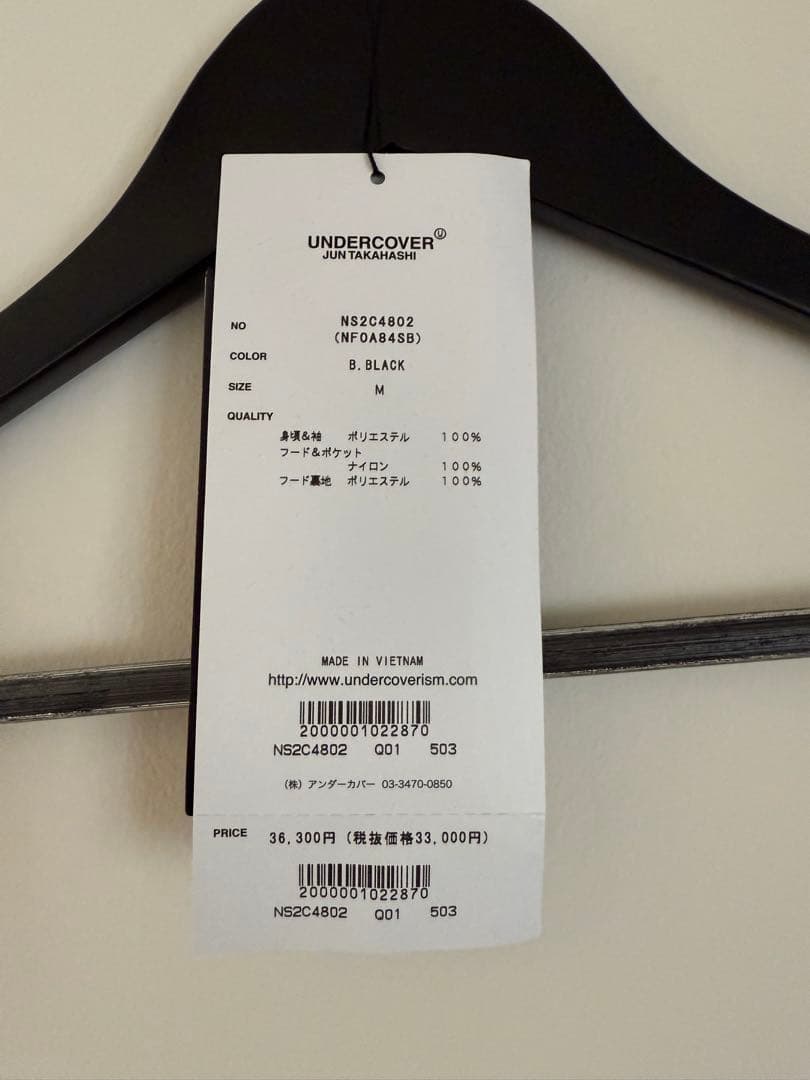 UNDERCOVER Ⓤ
JUN TAKAHASHI
NO NS2C4802
(NF0A84SB)
COLOR B.BLACK
SIZE M
QUALITY
身頃&袖 ポリエステル 100%
フード&ポケット
ナイロン 100%
フード裏地 ポリエステル 100%
MADE IN VIETNAM
http://www.undercoverism.com
2000001022870
NS2C4802 Q01 503
(株) アンダーカバー 03-3470-0850
PRICE 36,300円 (税抜価格33,000円)
2000001022870
NS2C4802 Q01 503